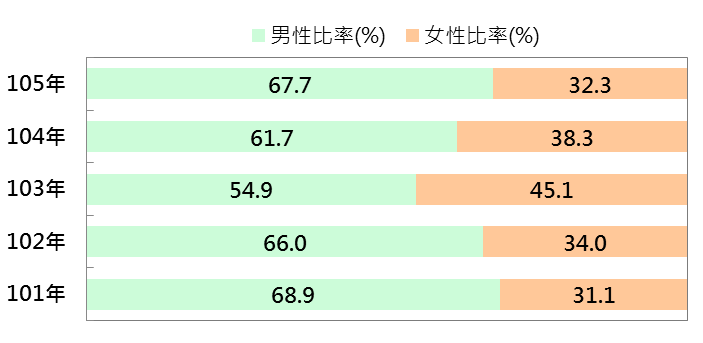 男性比率(%) 女性比率(%)
105年 67.7 32.3
104年 61.7 38.3
103年 54.9 45.1
102年 66.0 34.0
101年 68.9 31.1